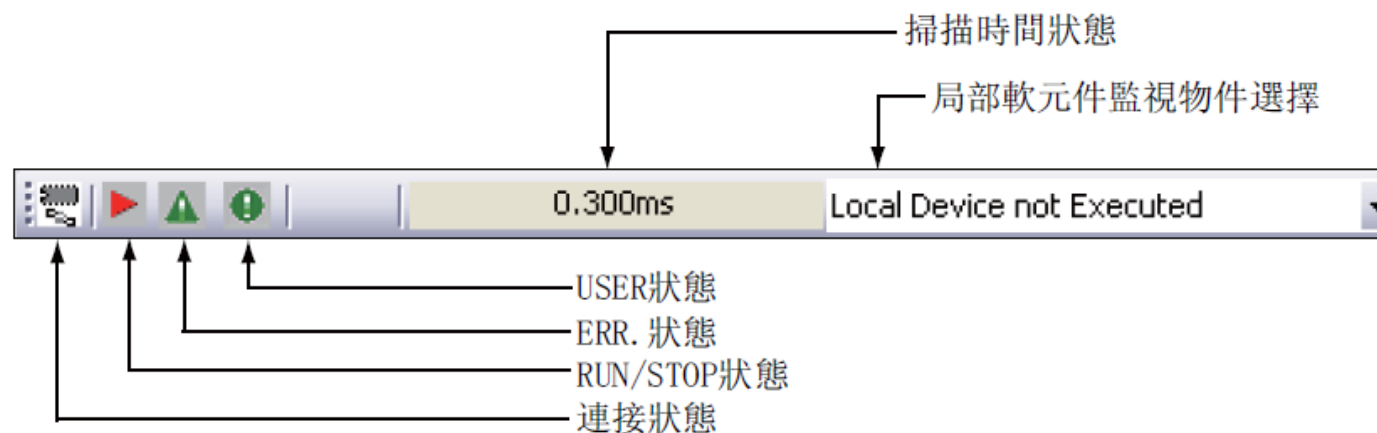 掃描時間狀態
局部軟元件監視物件選擇
0.300ms
Local Device not Executed
USER狀態
ERR.狀態
RUN/STOP狀態
連接狀態